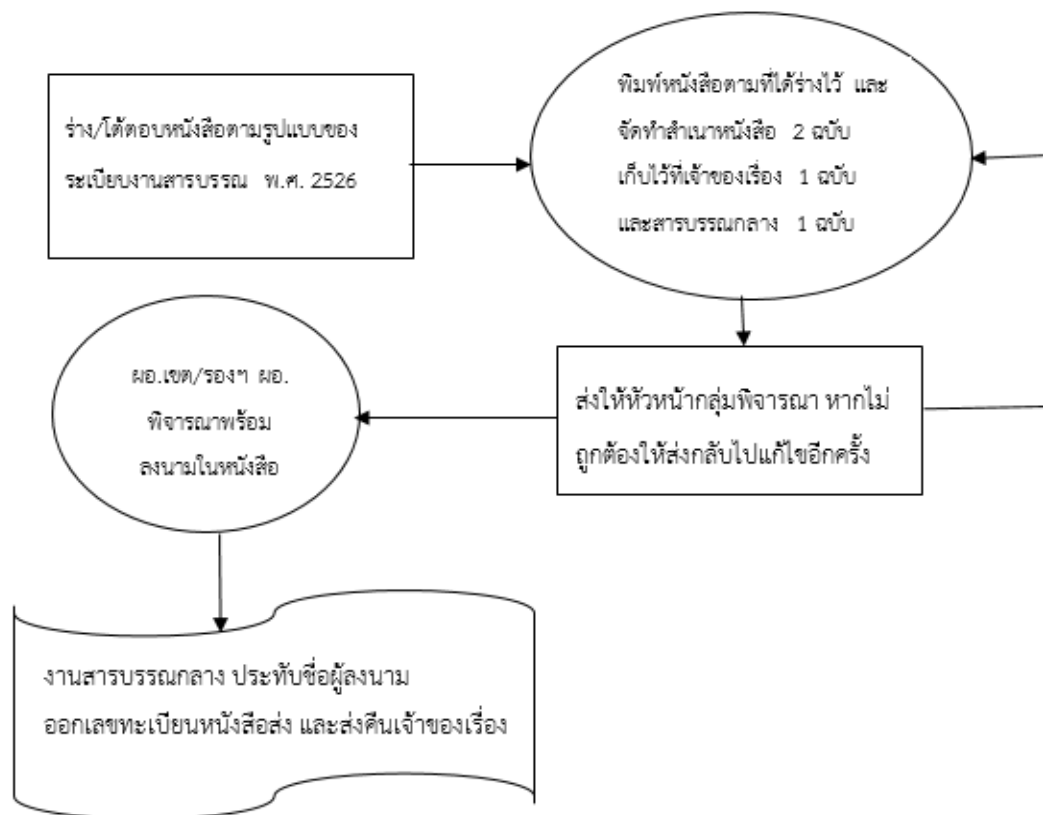 ร่าง/โต้ตอบหนังสือตามรูปแบบของ
ระเบียบงานสารบรรณ พ.ศ. 2526
พิมพ์หนังสือตามที่ได้ร่างไว้ และ
จัดทำสำเนาหนังสือ 2 ฉบับ
เก็บไว้ที่เจ้าของเรื่อง 1 ฉบับ
และสารบรรณกลาง 1 ฉบับ
ส่งให้หัวหน้ากลุ่มพิจารณา หากไม่
ถูกต้องให้ส่งกลับไปแก้ไขอีกครั้ง
ผอ.เขต/รองฯ ผอ.
พิจารณาพร้อม
ลงนามในหนังสือ
งานสารบรรณกลาง ประทับชื่อผู้ลงนาม
ออกเลขทะเบียนหนังสือส่ง และส่งคืนเจ้าของเรื่อง